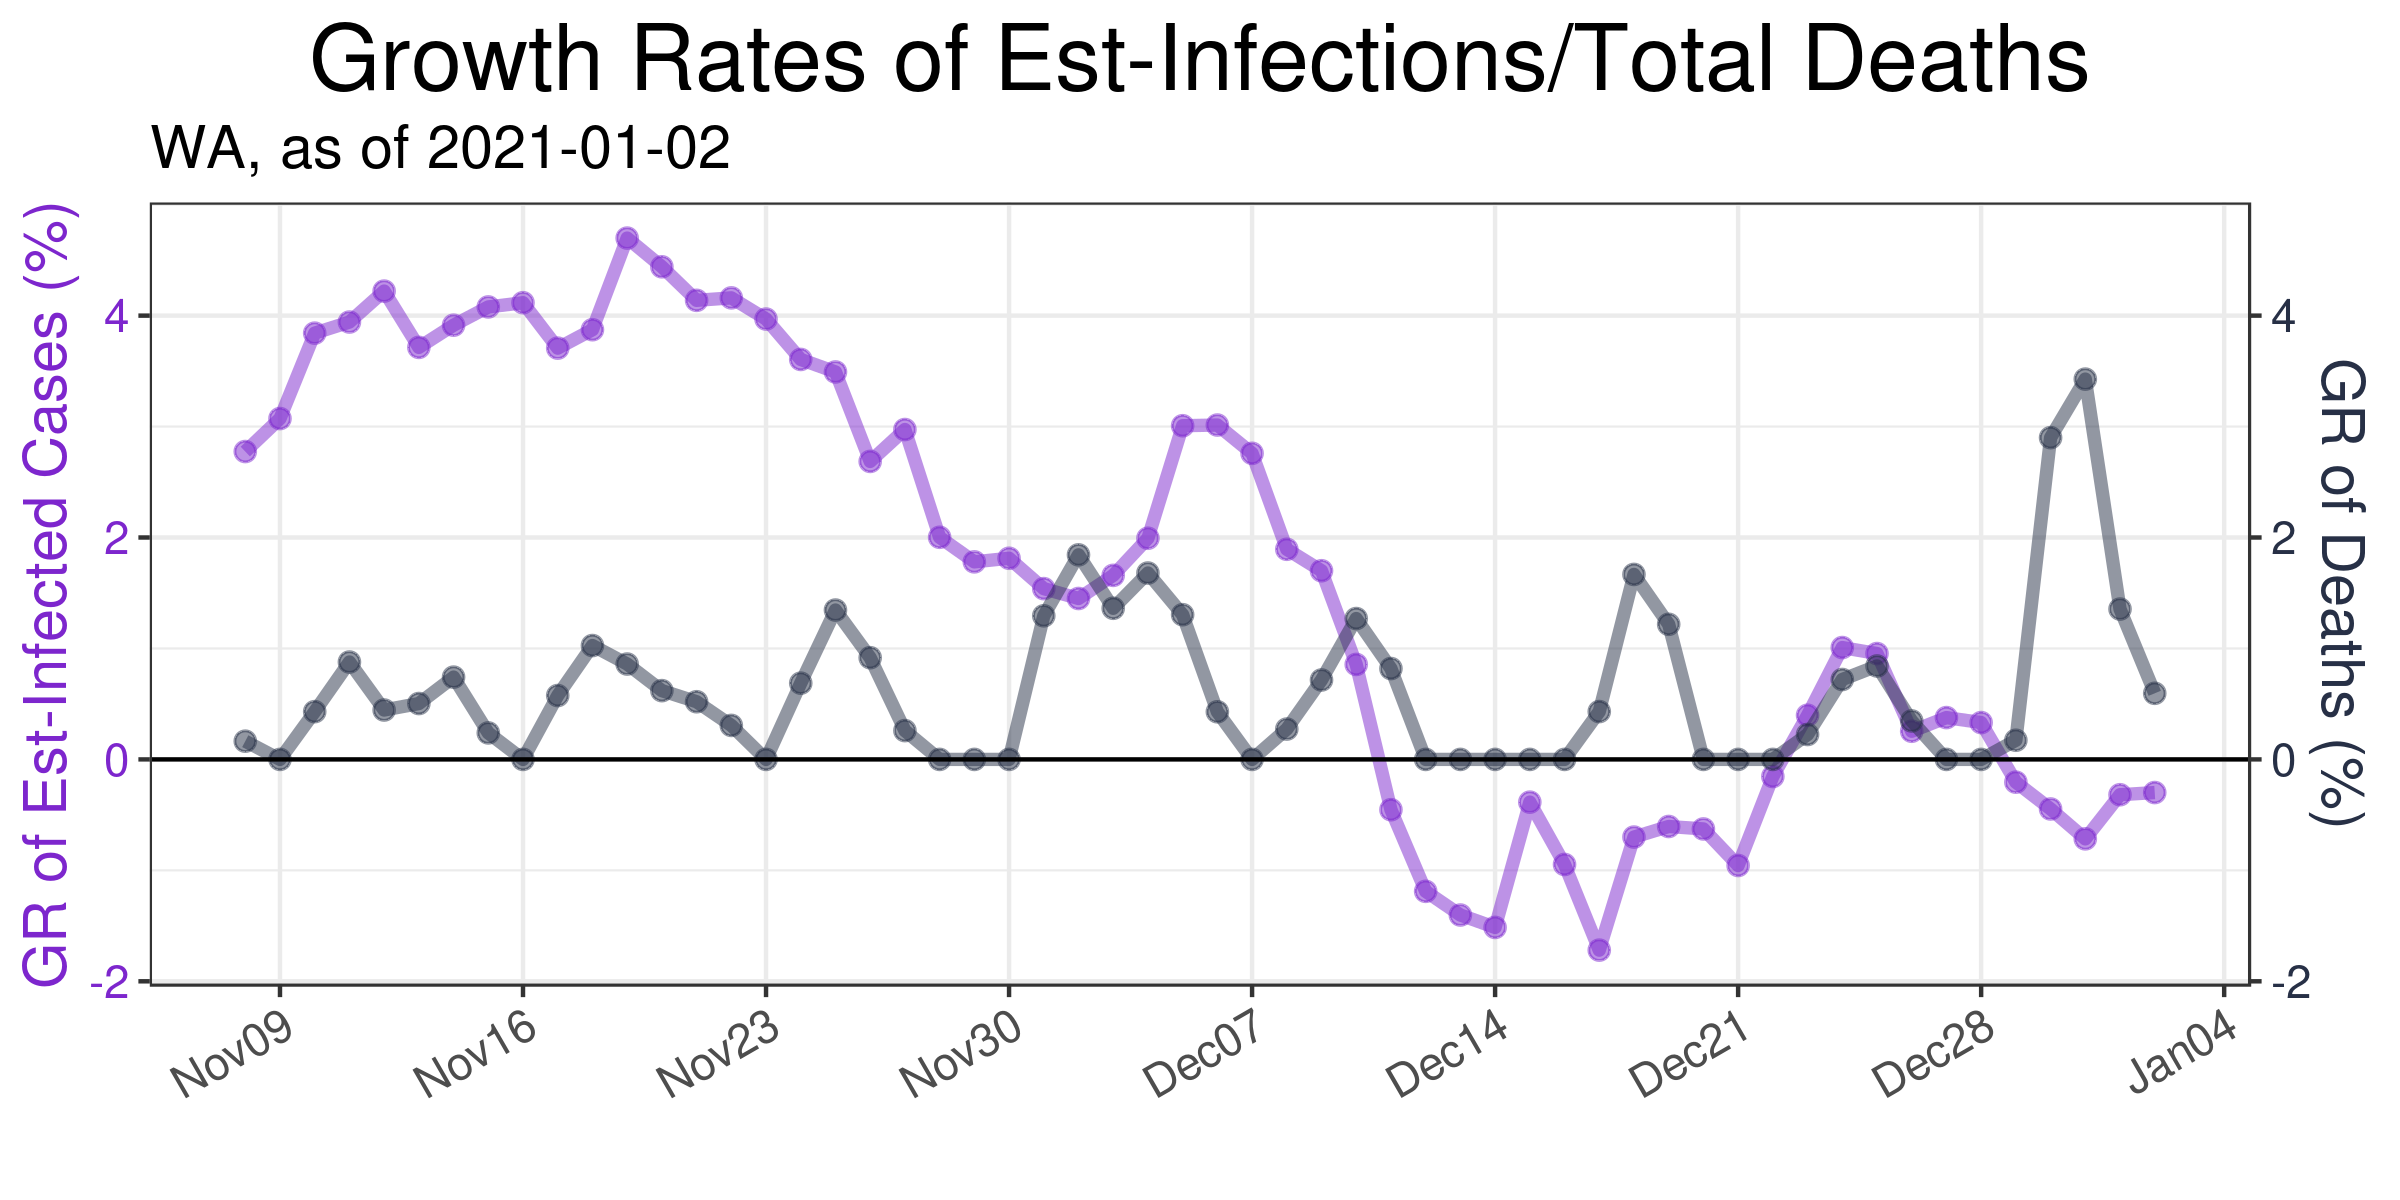 Growth Rates of Est-Infections/Total Deaths
WA, as of 2021-01-02
GR of Est-Infected Cases (%)
4
2
0
-2
4
2
0
-2
GR of Deaths (%)
Nov09
Nov16
Nov23
Nov30
Dec07
Dec14
Dec21
Dec28
Jan04